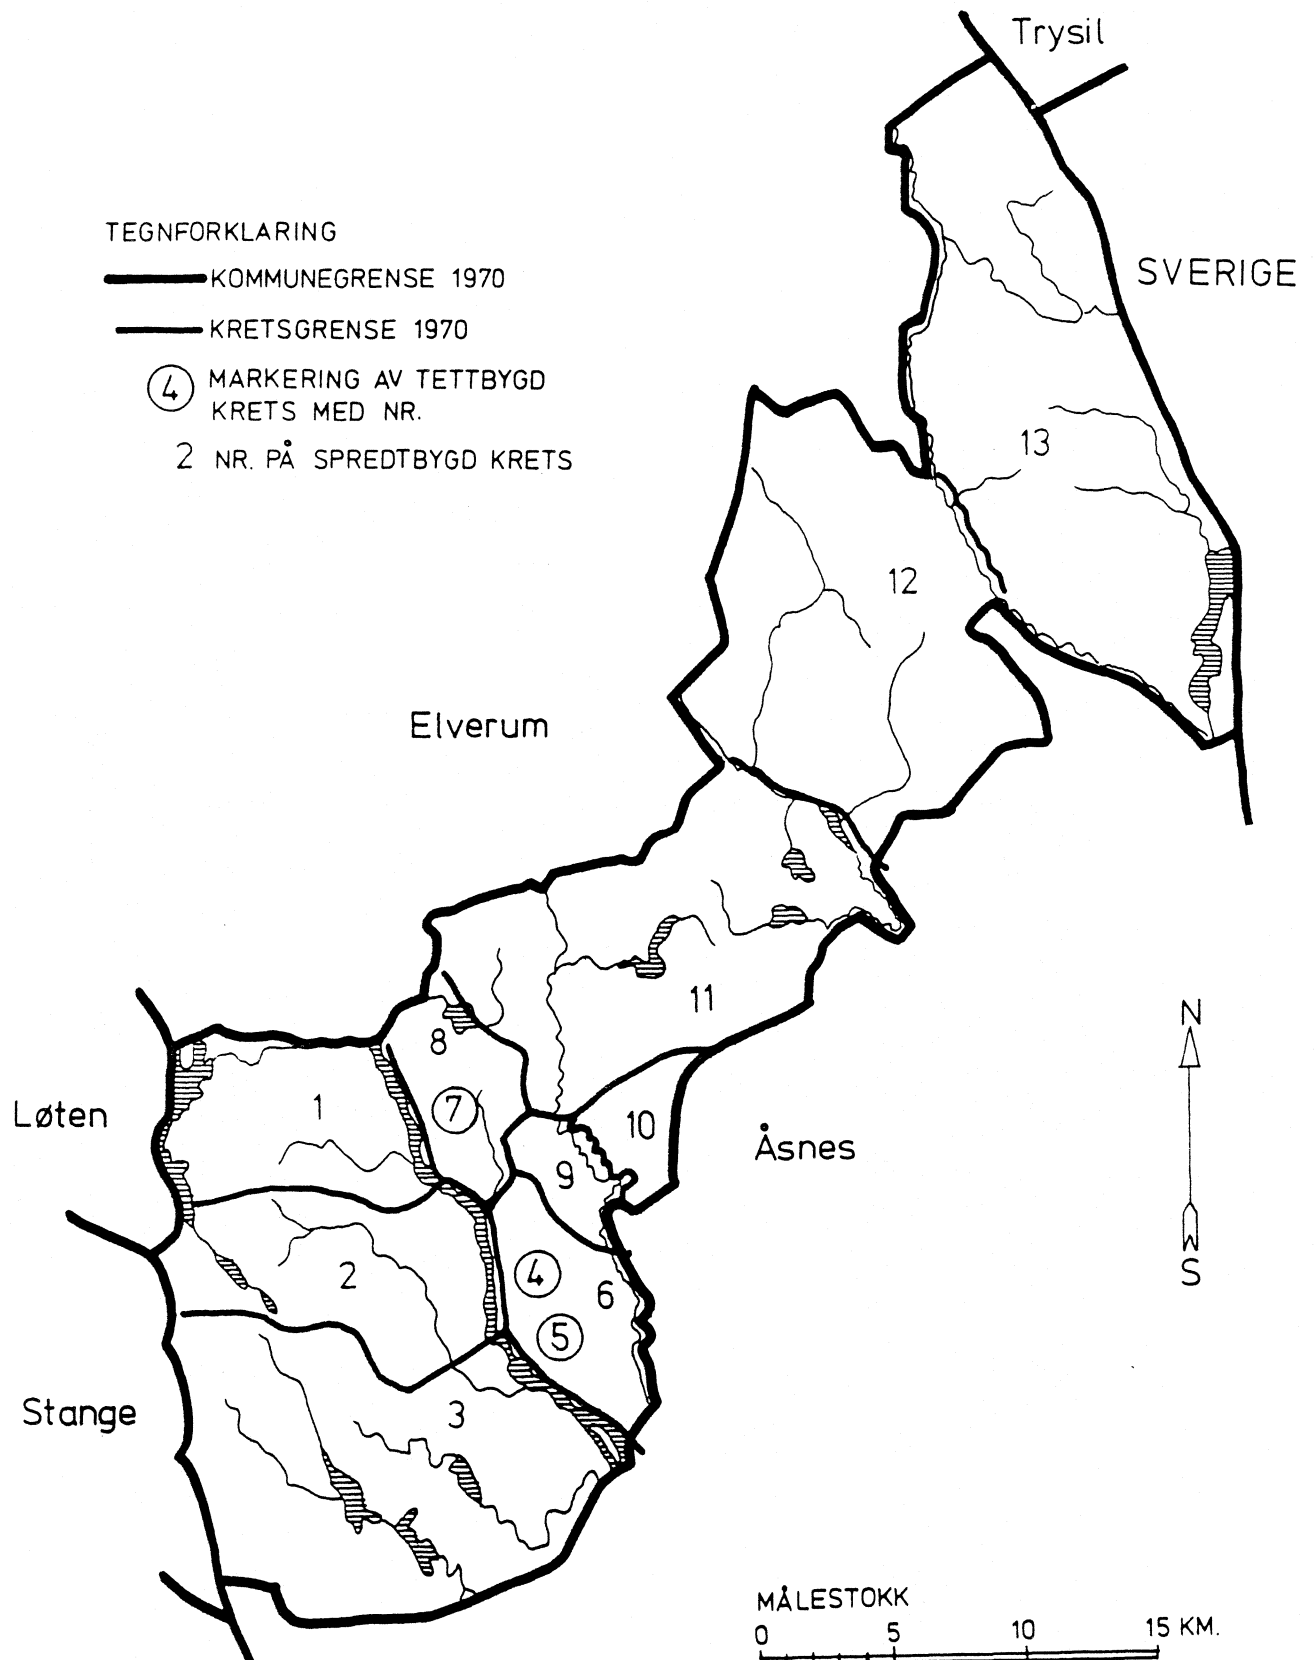 Trysil
TEGNFORKLARING
KOMMUNEGRENSE 1970
KRETSGRENSE 1970
4 MARKERING AV TETTBYGD
KRETS MED NR.
2 NR. PÅ SPREDTBYGD KRETS
SVERIGE
13
12
Elverum
11
N
8
1
7
Løten
10
Åsnes
9
2
4
6
S
5
Stange
3
MÅLESTOKK
0 5 10 15 KM.